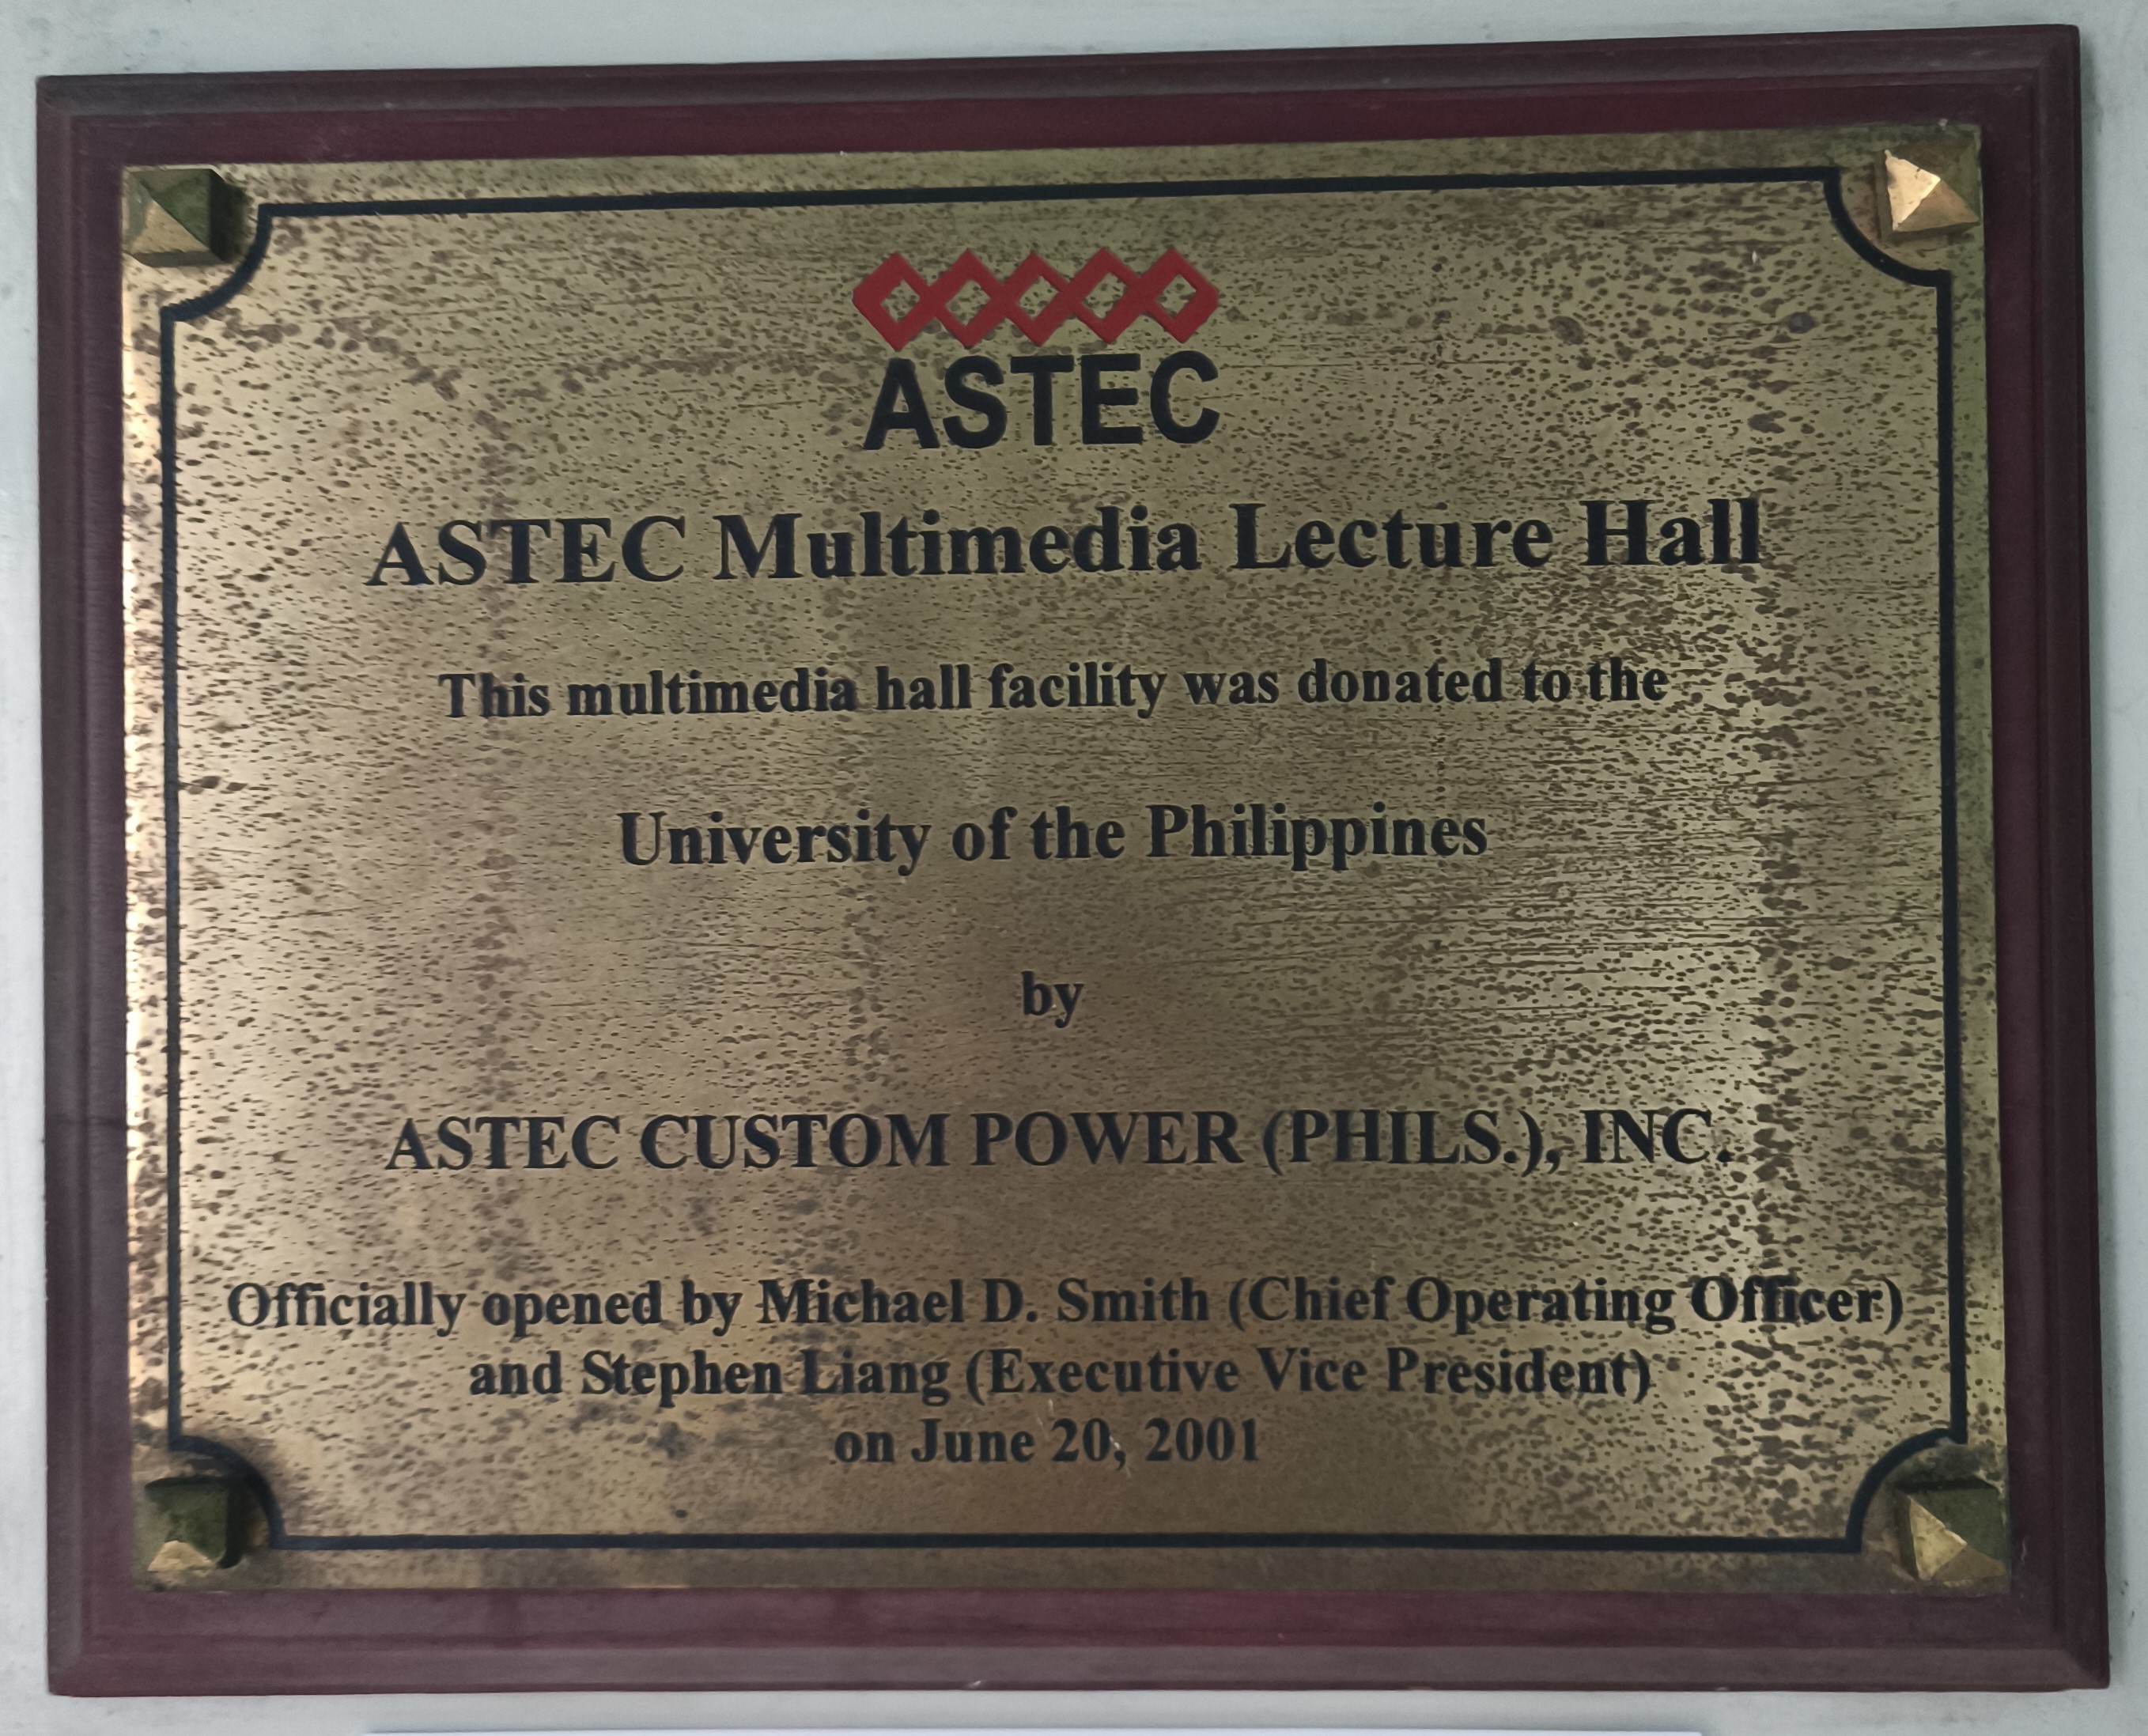 ASTEC
ASTEC Multimedia Lecture Hall
This multimedia hall facility was donated to the
University of the Philippines
by
ASTEC CUSTOM POWER (PHILS.), INC.
Officially opened by Michael D. Smith (Chief Operating Officer)
and Stephen Liang (Executive Vice President)
on June 20, 2001